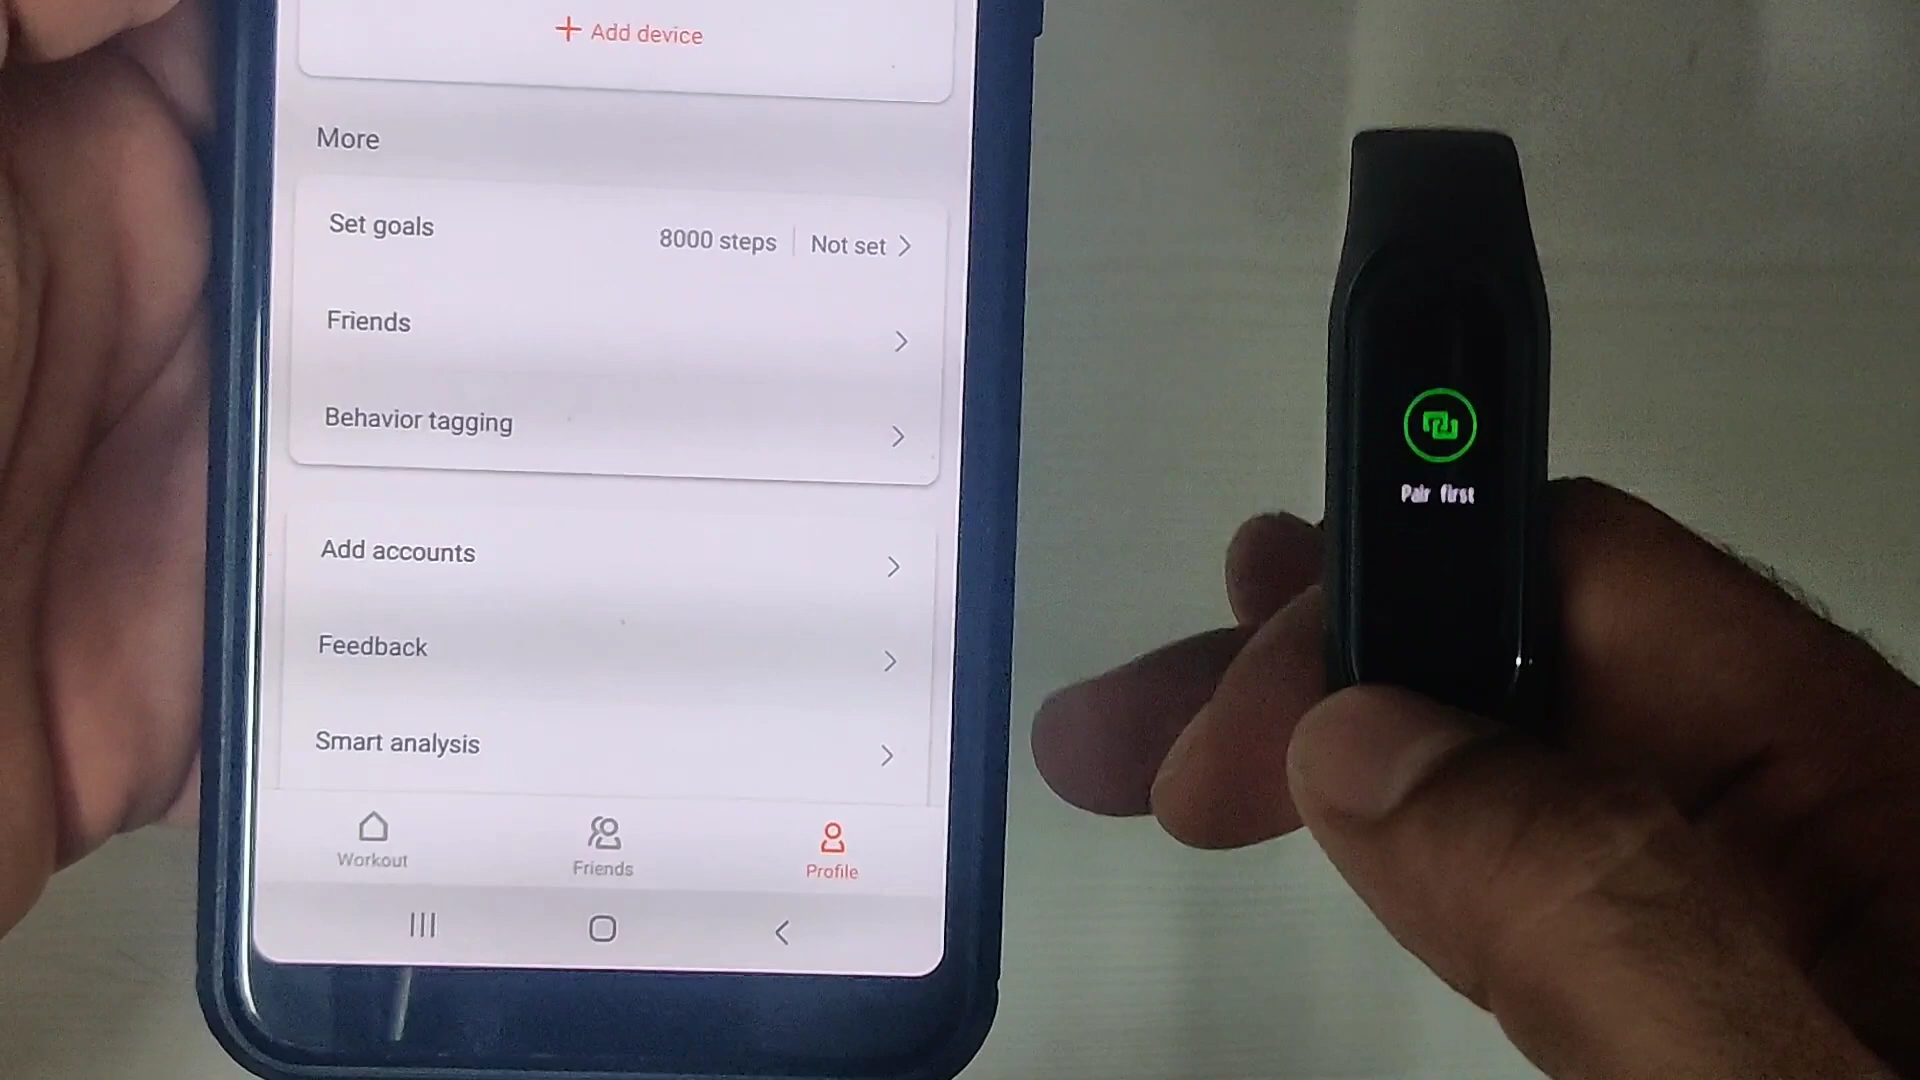 Add device
More
Set goals
8000 steps | Not set
Friends
Behavior tagging
Add accounts
Feedback
Smart analysis
Workout
Friends
Profile
Pair first